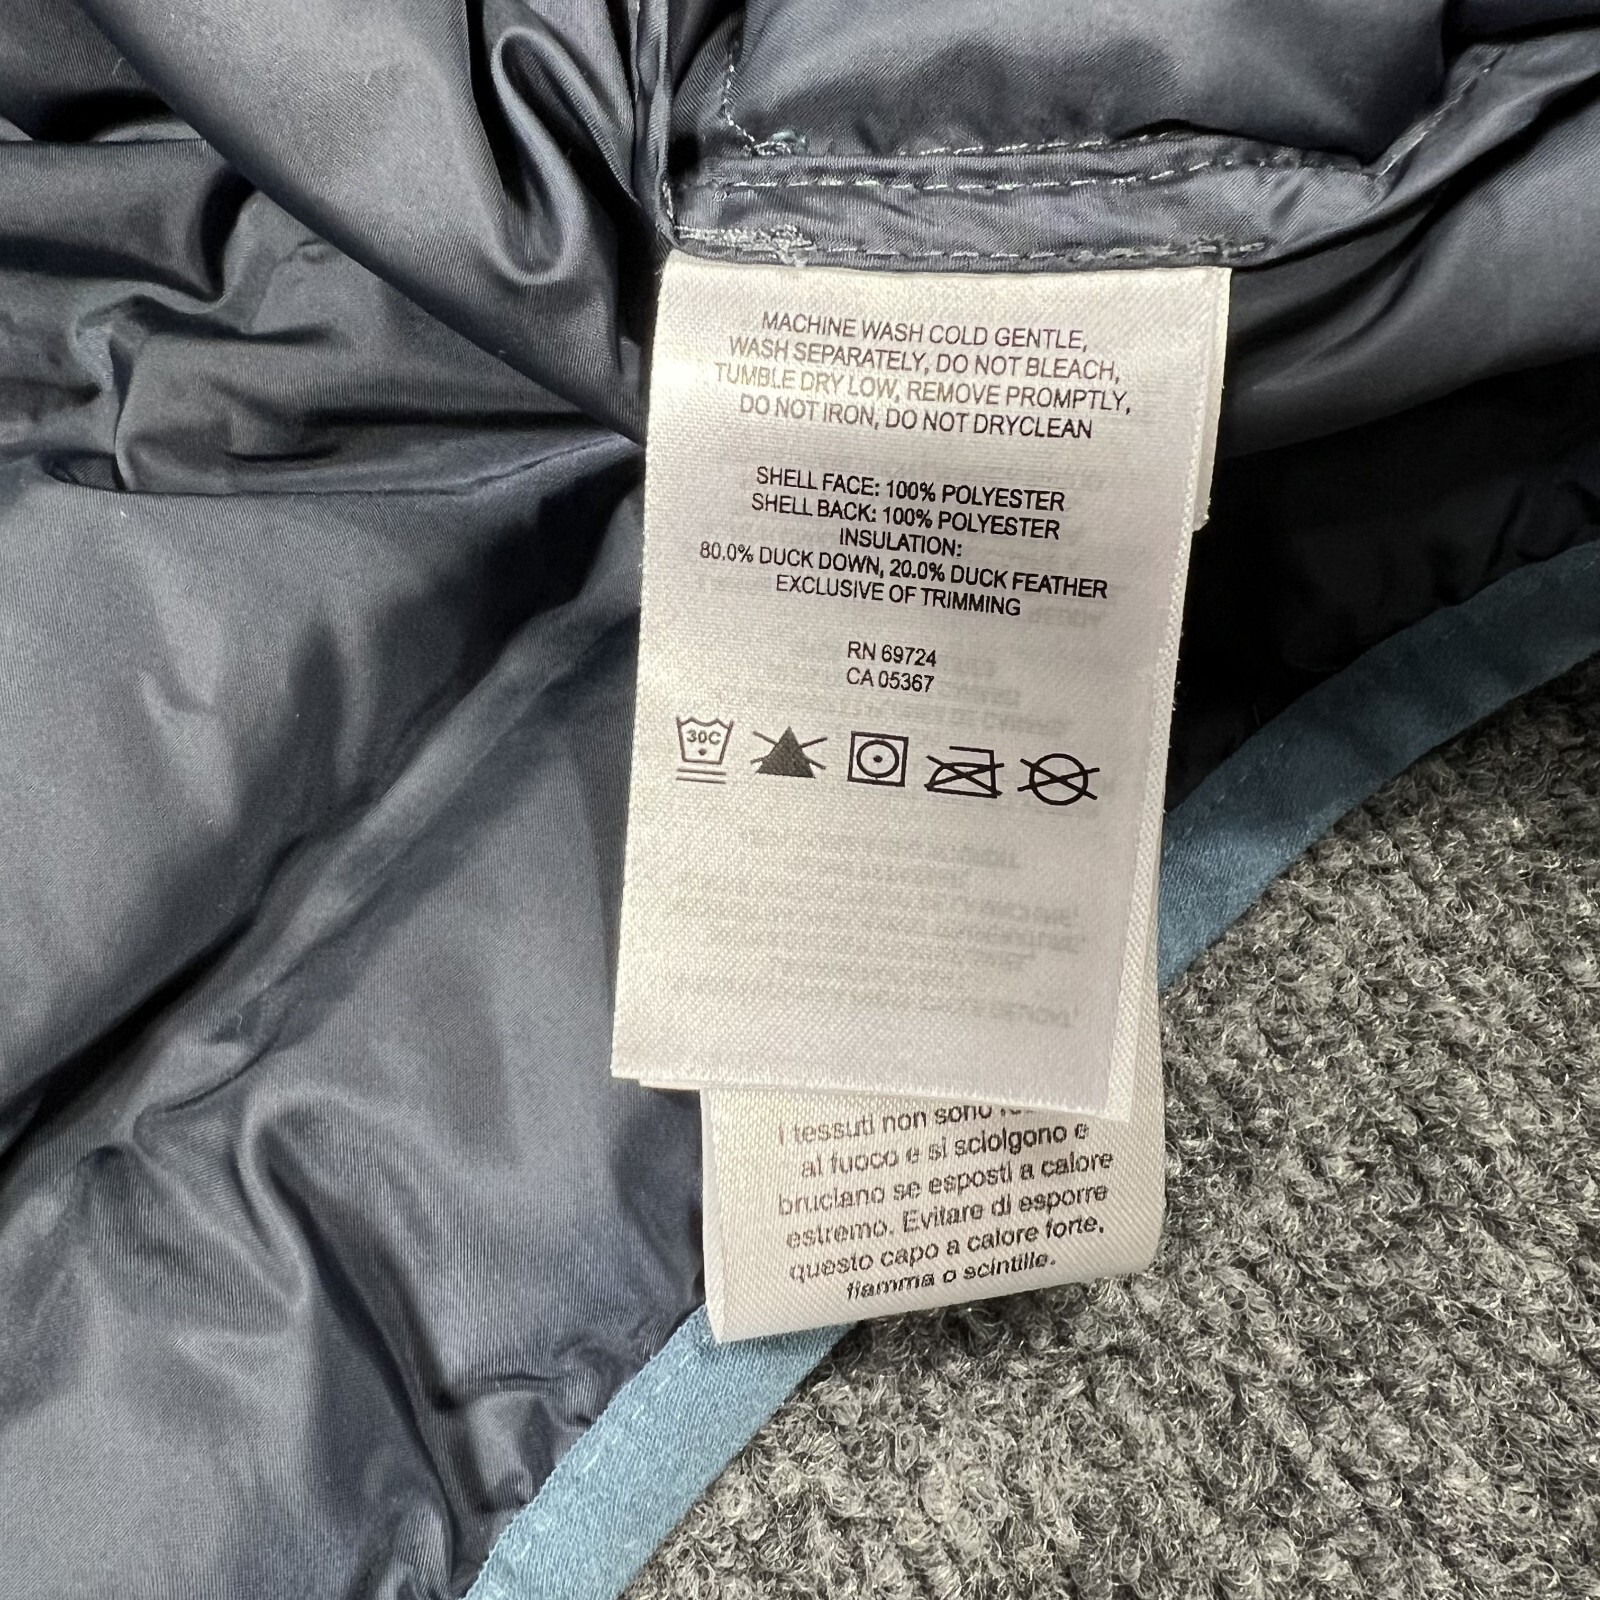 MACHINE WASH COLD GENTLE,
WASH SEPARATELY, DO NOT BLEACH,
TUMBLE DRY LOW, REMOVE PROMPTLY,
DO NOT IRON, DO NOT DRYCLEAN
SHELL FACE: 100% POLYESTER
SHELL BACK: 100% POLYESTER
INSULATION:
80.0% DUCK DOWN, 20.0% DUCK FEATHER
EXCLUSIVE OF TRIMMING
RN 69724
CA 05367
30C
I tessuti non sono
al fuoco e si sciolgono e
bruciano se esposti a calore
estremo. Evitare di esporre
questo capo a calore forte,
fiamma o scintille.